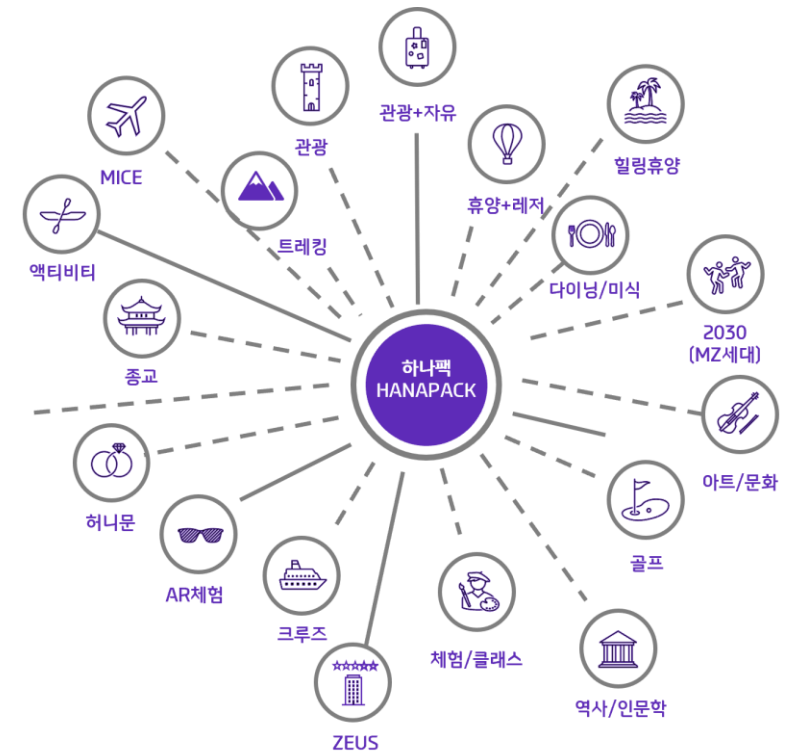 관광+자유
관광
휴양+레저
힐링휴양
MICE
트레킹
다이닝/미식
액티비티
2030
(MZ세대)
종교
하나팩
HANAPACK
아트/문화
허니문
골프
AR체험
크루즈
체험/클래스
역사/인문학
ZEUS